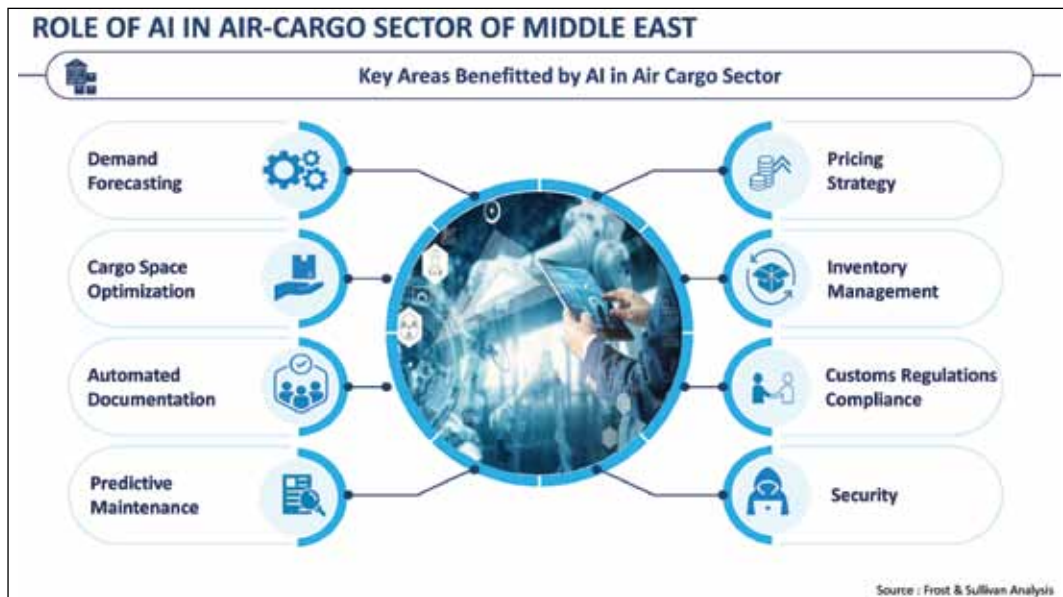 ROLE OF AI IN AIR-CARGO SECTOR OF MIDDLE EAST
Key Areas Benefitted by AI in Air Cargo Sector
Demand
Forecasting
Cargo Space
Optimization
Automated
Documentation
Predictive
Maintenance
Pricing
Strategy
Inventory
Management
Customs Regulations
Compliance
Security
Source : Frost & Sullivan Analysis